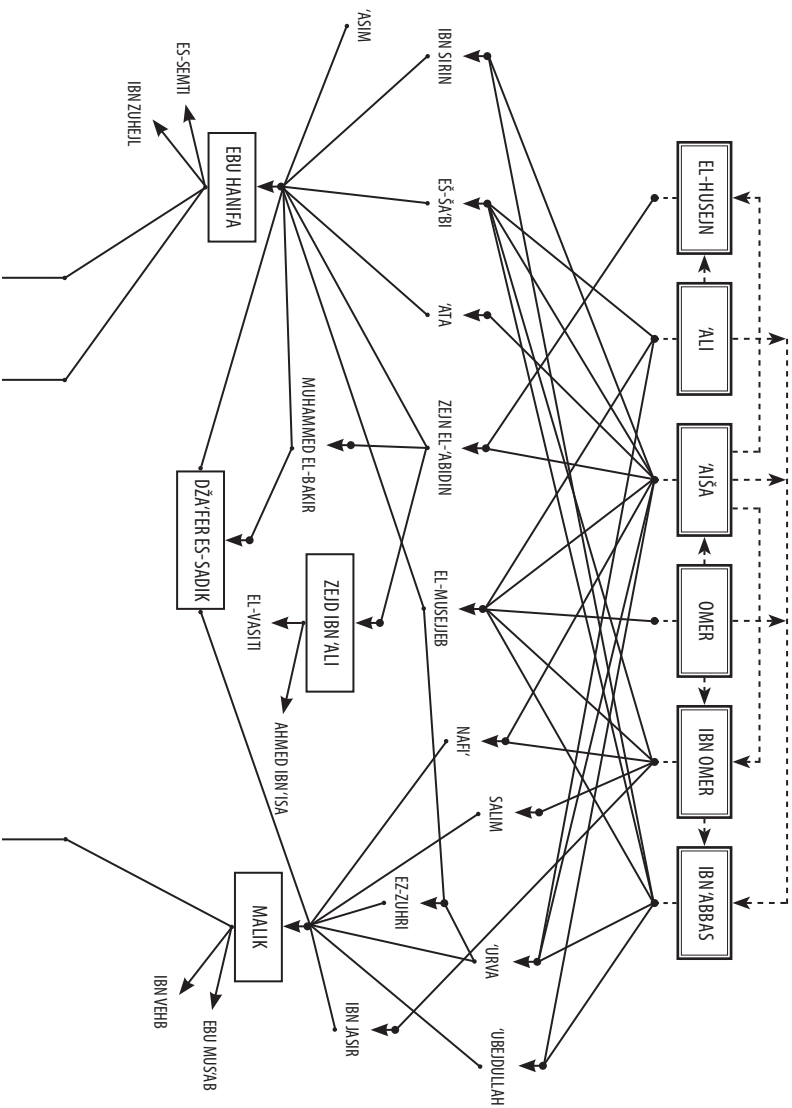 EL-HUSEJN
'ALI
'AIŠA
OMER
IBN OMER
IBN 'ABBAS
IBN SIRIN
EŠ-ŠA'BI
'ATA
ZEJN EL-'ABIDIN
EL-MUSEJJEB
NAFI'
SALIM
EZ-ZUHRI
'URVA
IBN JASIR
'UBEJDULLAH
'ASIM
MUHAMMED EL-BAKIR
ZEJD IBN 'ALI
EL-VASITI
AHMED IBN 'ISA
EBU HANIFA
DŽA'FER ES-SADIK
MALIK
ES-SEMTI
IBN ZUHEJL
IBN VEHB
EBU MUS'AB